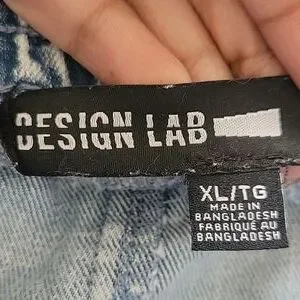 DESIGN LAB
XL/TG
MADE IN
BANGLADESH
FABRIQUÉ AU
BANGLADESH